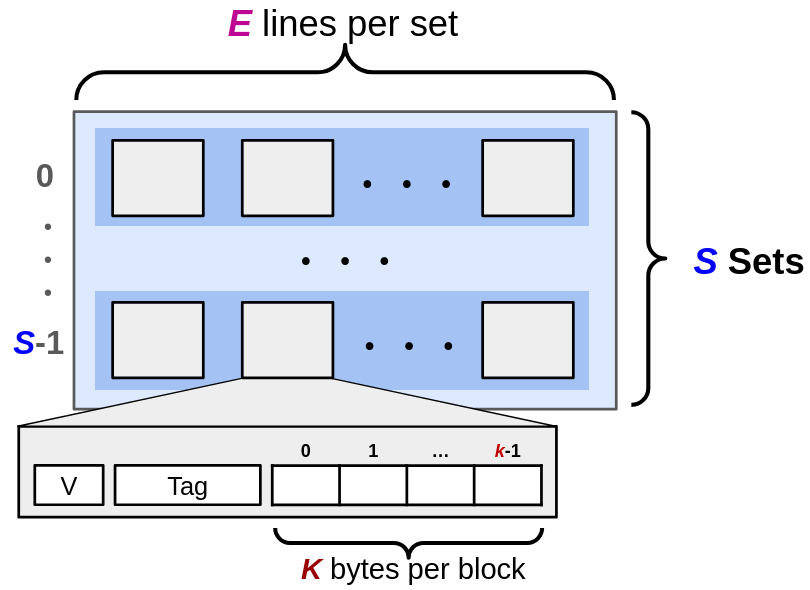 E lines per set
0
. . .
. . .
S Sets
S-1
. . .
0 1 ... k-1
V Tag
K bytes per block